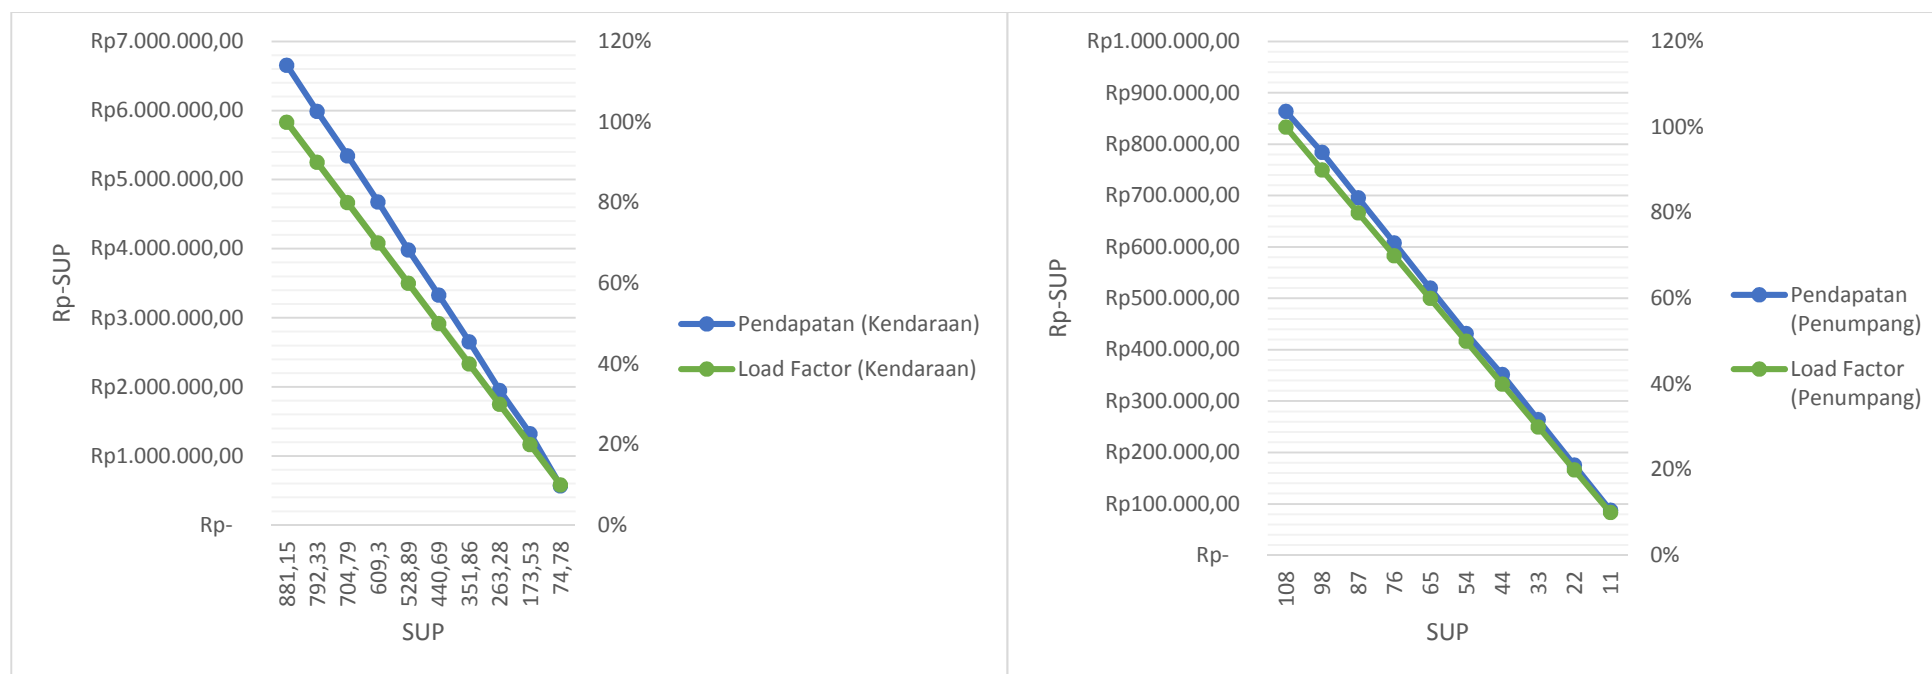 Rp7.000.000,00
Rp6.000.000,00
Rp5.000.000,00
Rp4.000.000,00
Rp3.000.000,00
Rp2.000.000,00
Rp1.000.000,00
Rp-
Rp-SUP
120%
100%
80%
60%
40%
20%
0%
881,15
792,33
704,79
609,3
528,89
440,69
351,86
263,28
173,53
74,78
SUP
Pendapatan (Kendaraan)
Load Factor (Kendaraan)
Rp1.000.000,00
Rp900.000,00
Rp800.000,00
Rp700.000,00
Rp600.000,00
Rp500.000,00
Rp400.000,00
Rp300.000,00
Rp200.000,00
Rp100.000,00
Rp-
Rp-SUP
120%
100%
80%
60%
40%
20%
0%
108
98
87
76
65
54
44
33
22
11
SUP
Pendapatan
(Penumpang)
Load Factor
(Penumpang)